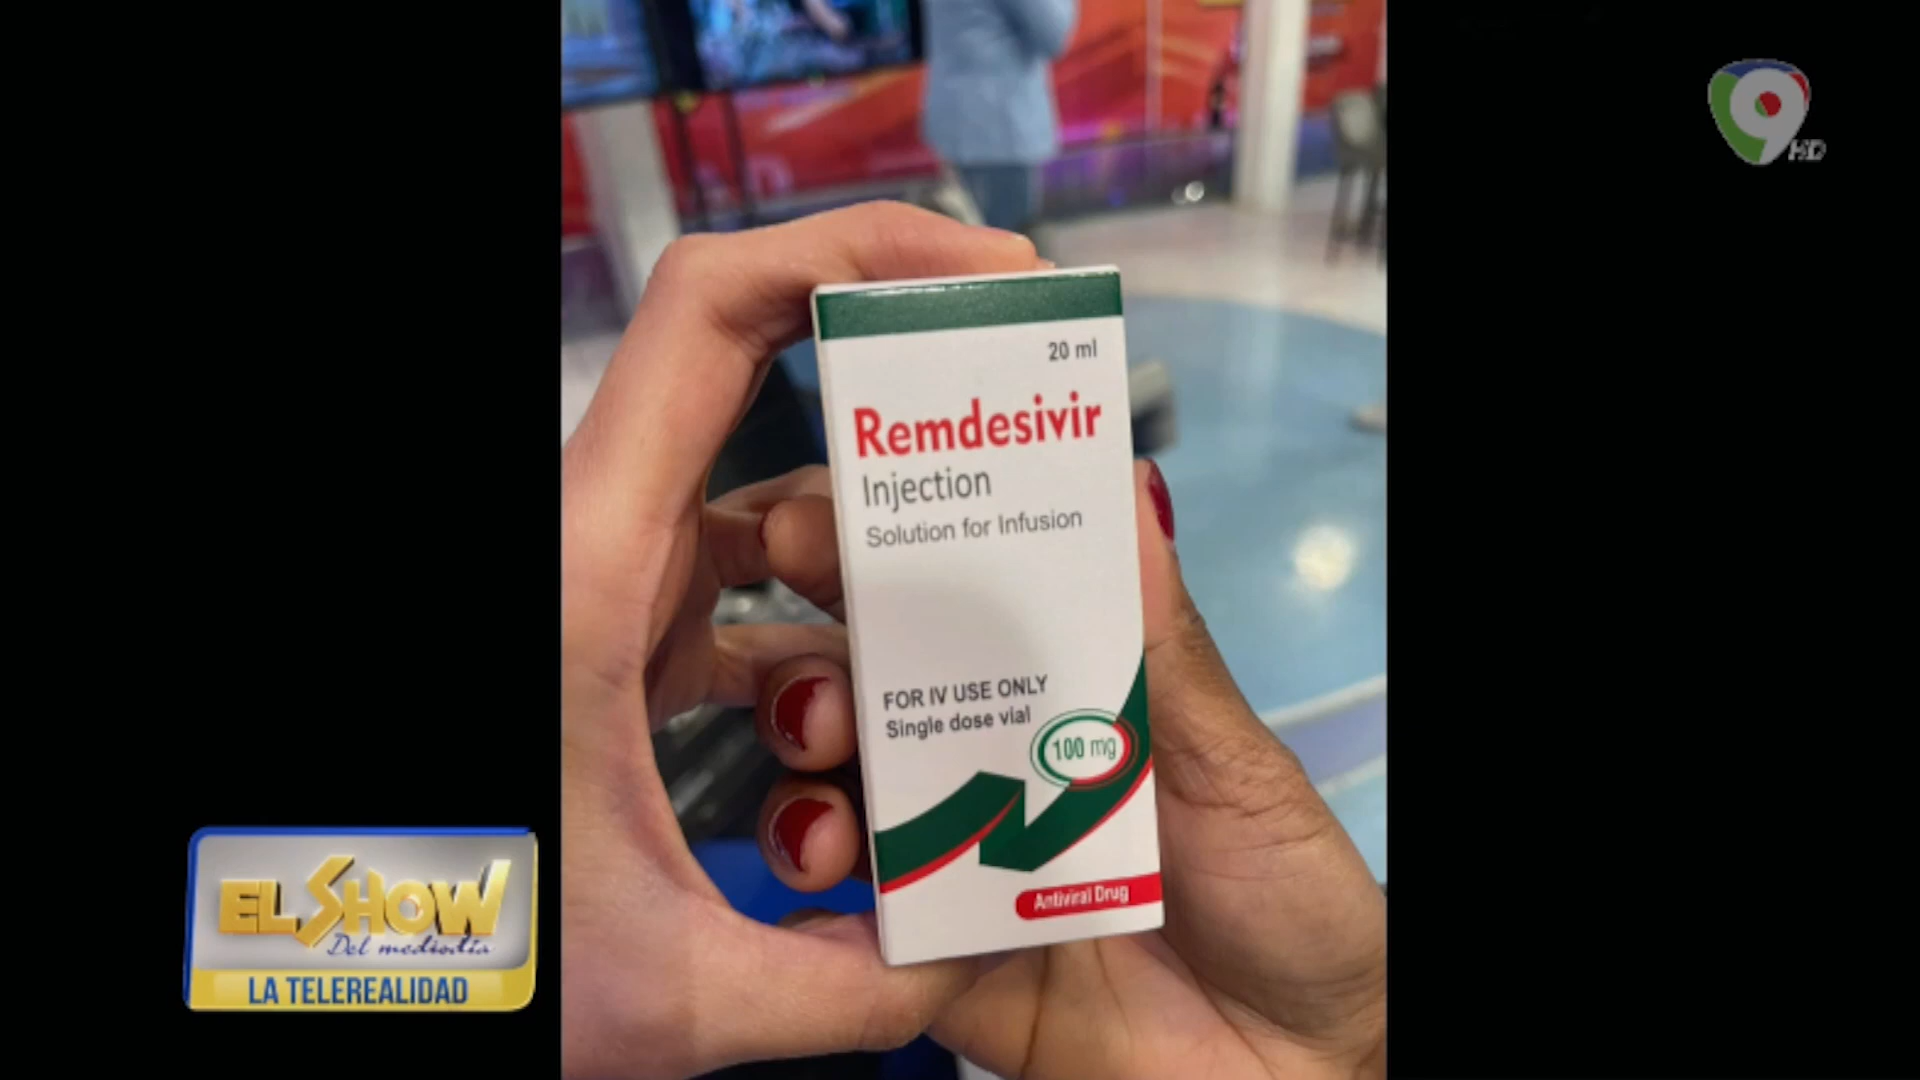 9
HD
20 ml
Remdesivir
Injection
Solution for Infusion
FOR IV USE ONLY
Single dose vial
100 mg
Antiviral Drug
EL SHOW
Del mediodía
LA TELEREALIDAD